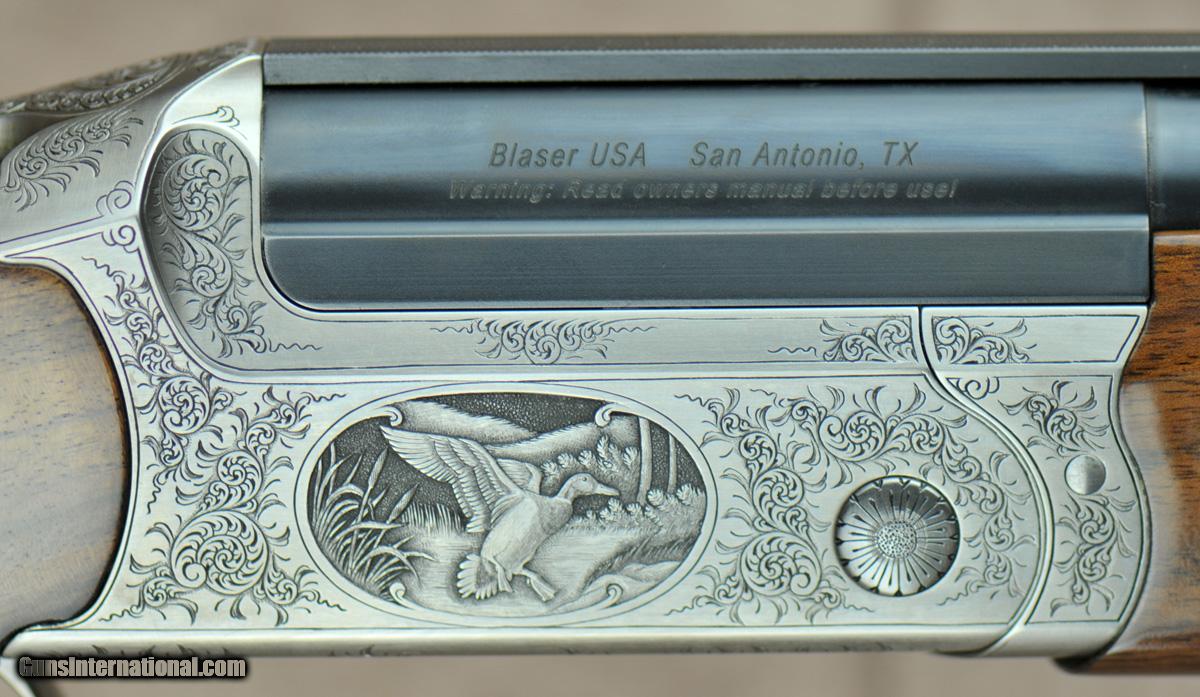 Blaser USA San Antonio, TX
Warning: Read owners manual before use!
GunsInternational.com